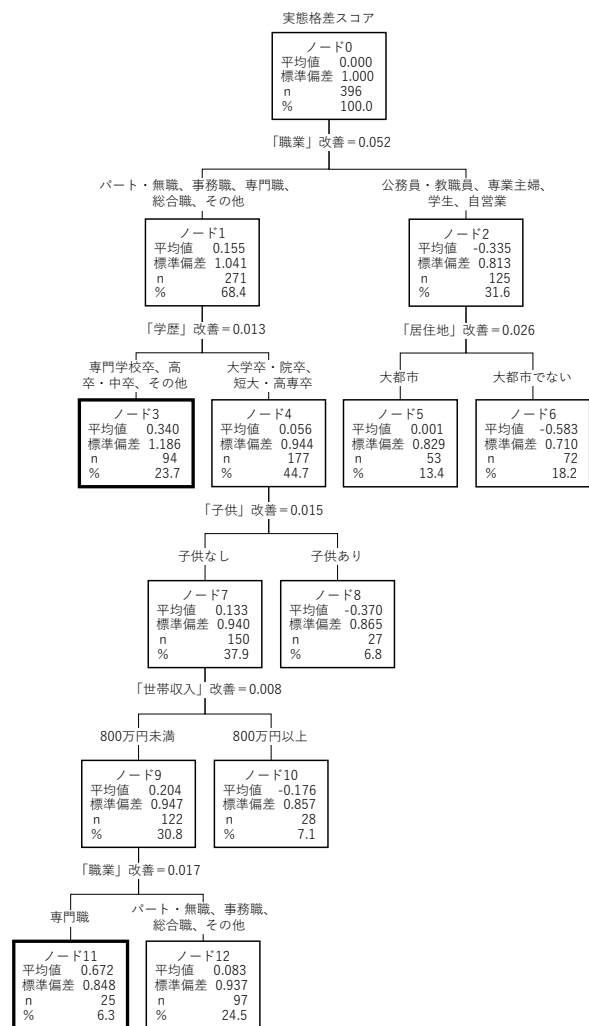 実態格差スコア
ノード0
平均値 0.000
標準偏差 1.000
n 396
% 100.0
「職業」改善＝0.052
パート・無職、事務職、専門職、
総合職、その他
公務員・教職員、専業主婦、
学生、自営業
ノード1
平均値 0.155
標準偏差 1.041
n 271
% 68.4
ノード2
平均値 -0.335
標準偏差 0.813
n 125
% 31.6
「学歴」改善＝0.013
「居住地」改善＝0.026
専門学校卒、高
卒・中卒、その他
大学卒・院卒、
短大・高専卒
大都市
大都市でない
ノード3
平均値 0.340
標準偏差 1.186
n 94
% 23.7
ノード4
平均値 0.056
標準偏差 0.944
n 177
% 44.7
ノード5
平均値 0.001
標準偏差 0.829
n 53
% 13.4
ノード6
平均値 -0.583
標準偏差 0.710
n 72
% 18.2
「子供」改善＝0.015
子供なし
子供あり
ノード7
平均値 0.133
標準偏差 0.940
n 150
% 37.9
ノード8
平均値 -0.370
標準偏差 0.865
n 27
% 6.8
「世帯収入」改善＝0.008
800万円未満
800万円以上
ノード9
平均値 0.204
標準偏差 0.947
n 122
% 30.8
ノード10
平均値 -0.176
標準偏差 0.857
n 28
% 7.1
「職業」改善＝0.017
専門職
パート・無職、事務職、
総合職、その他
ノード11
平均値 0.672
標準偏差 0.848
n 25
% 6.3
ノード12
平均値 0.083
標準偏差 0.937
n 97
% 24.5